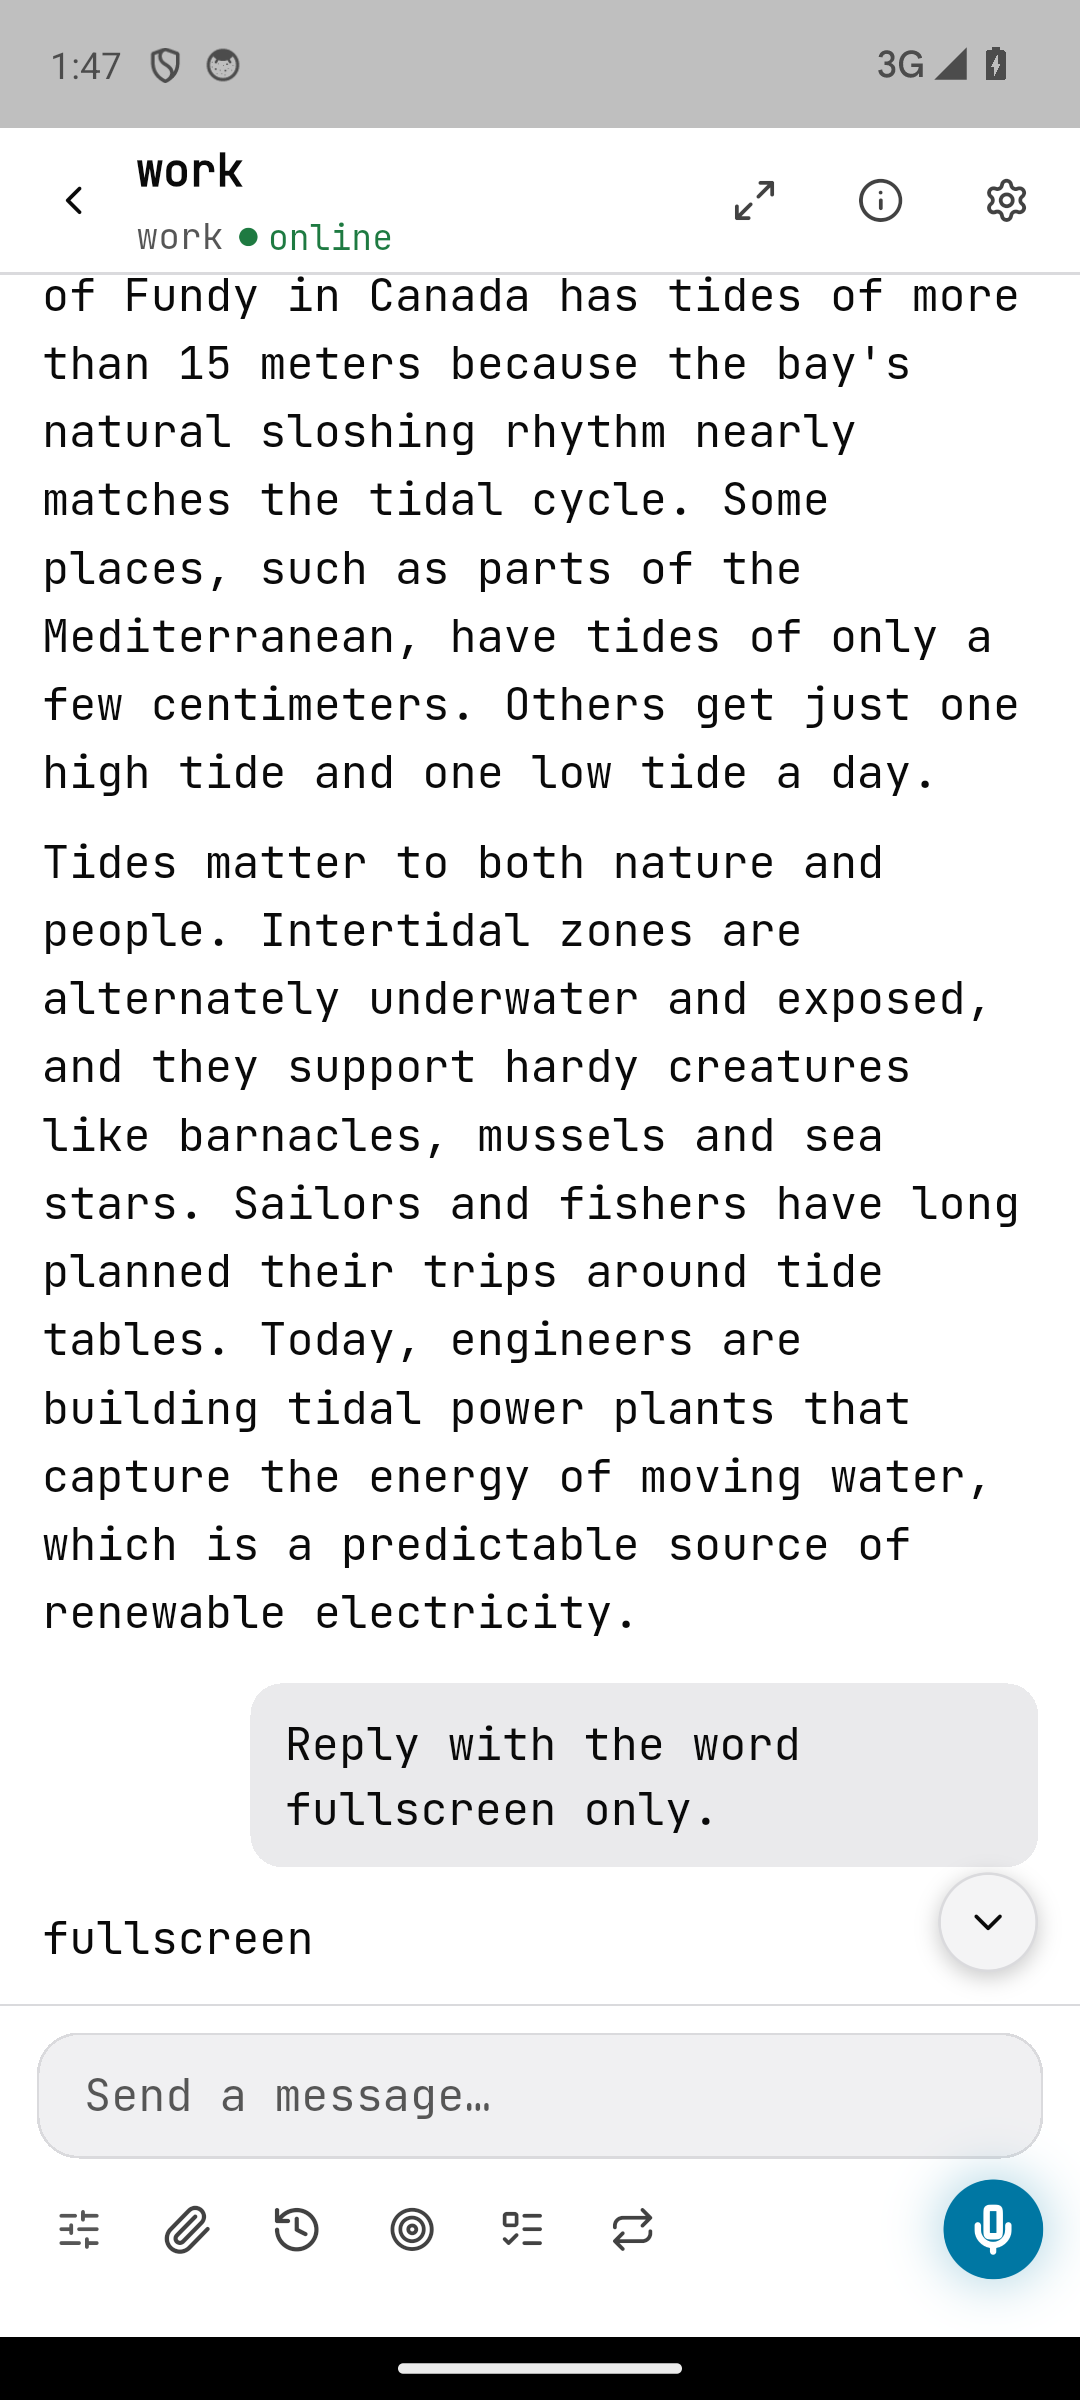 1:47
3G
work
work
online
of Fundy in Canada has tides of more
than 15 meters because the bay's
natural sloshing rhythm nearly
matches the tidal cycle. Some
places, such as parts of the
Mediterranean, have tides of only a
few centimeters. Others get just one
high tide and one low tide a day.
Tides matter to both nature and
people. Intertidal zones are
alternately underwater and exposed,
and they support hardy creatures
like barnacles, mussels and sea
stars. Sailors and fishers have long
planned their trips around tide
tables. Today, engineers are
building tidal power plants that
capture the energy of moving water,
which is a predictable source of
renewable electricity.
Reply with the word
fullscreen only.
fullscreen
Send a message…